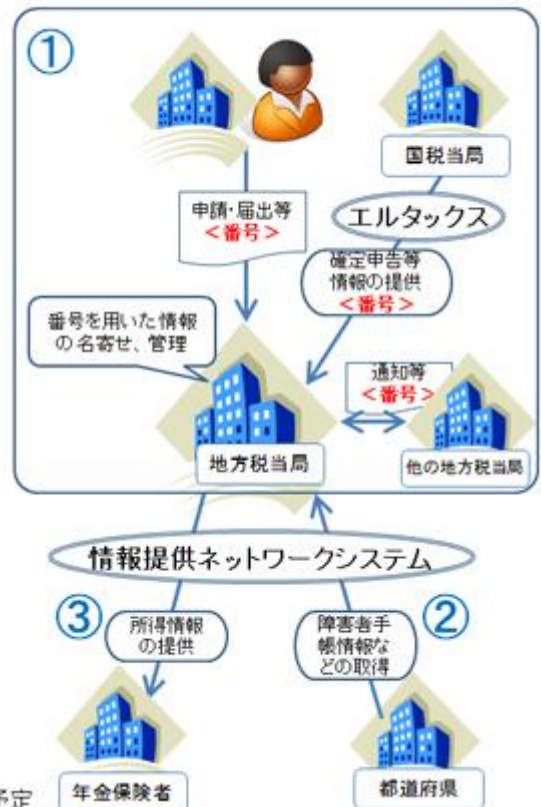 ①
国税当局
申請・届出等
<番号>
エルタックス
確定申告等
情報の提供
<番号>
番号を用いた情報
の名寄せ、管理
通知等
<番号>
地方税当局
他の地方税当局
情報提供ネットワークシステム
③
所得情報
の提供
障害者手
帳情報な
どの取得
②
予定
年金保険者
都道府県